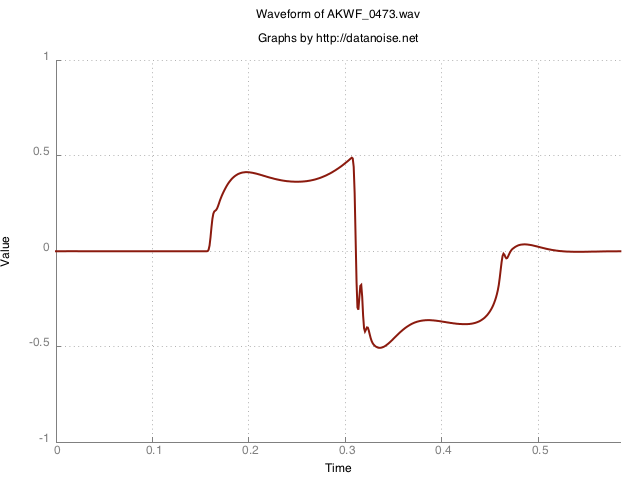 Waveform of AKWF_0473.wav
Graphs by http://datanoise.net
1
0.5
0
-0.5
-1
Value
0 0.1 0.2 0.3 0.4 0.5
Time